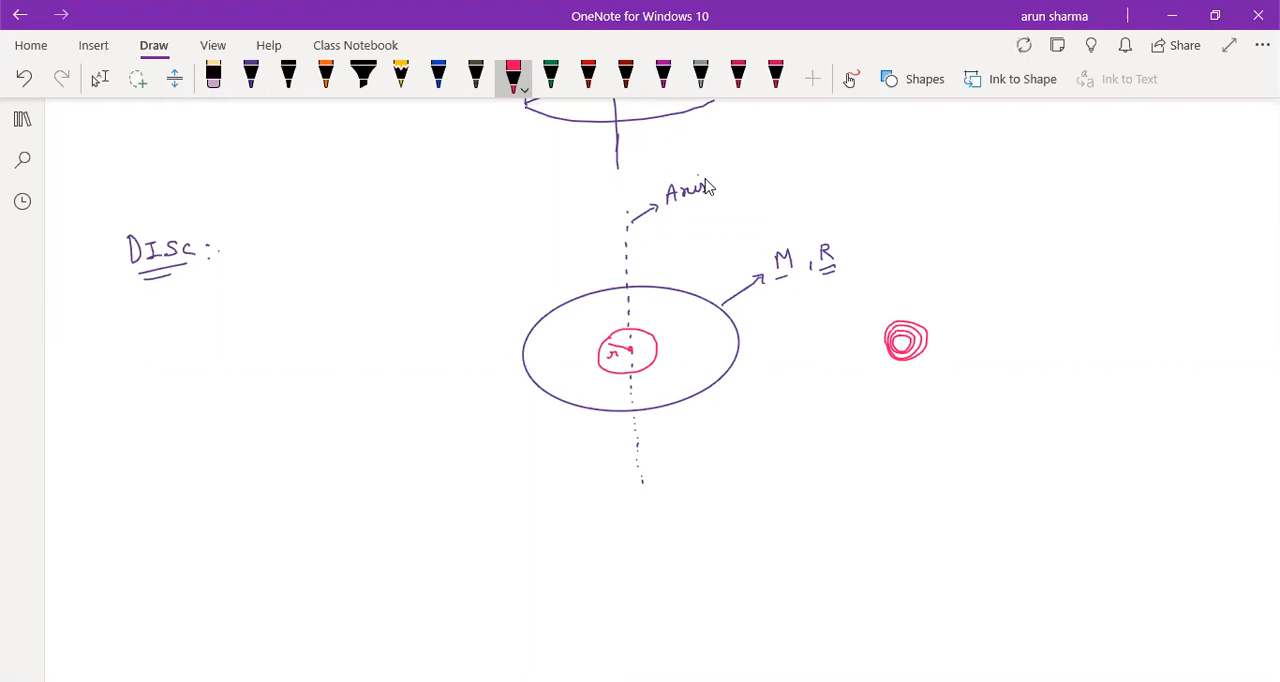 OneNote for Windows 10
arun sharma
Home Insert Draw View Help Class Notebook
Share
Shapes Ink to Shape Ink to Text
Axis
DISC:
M, R
r